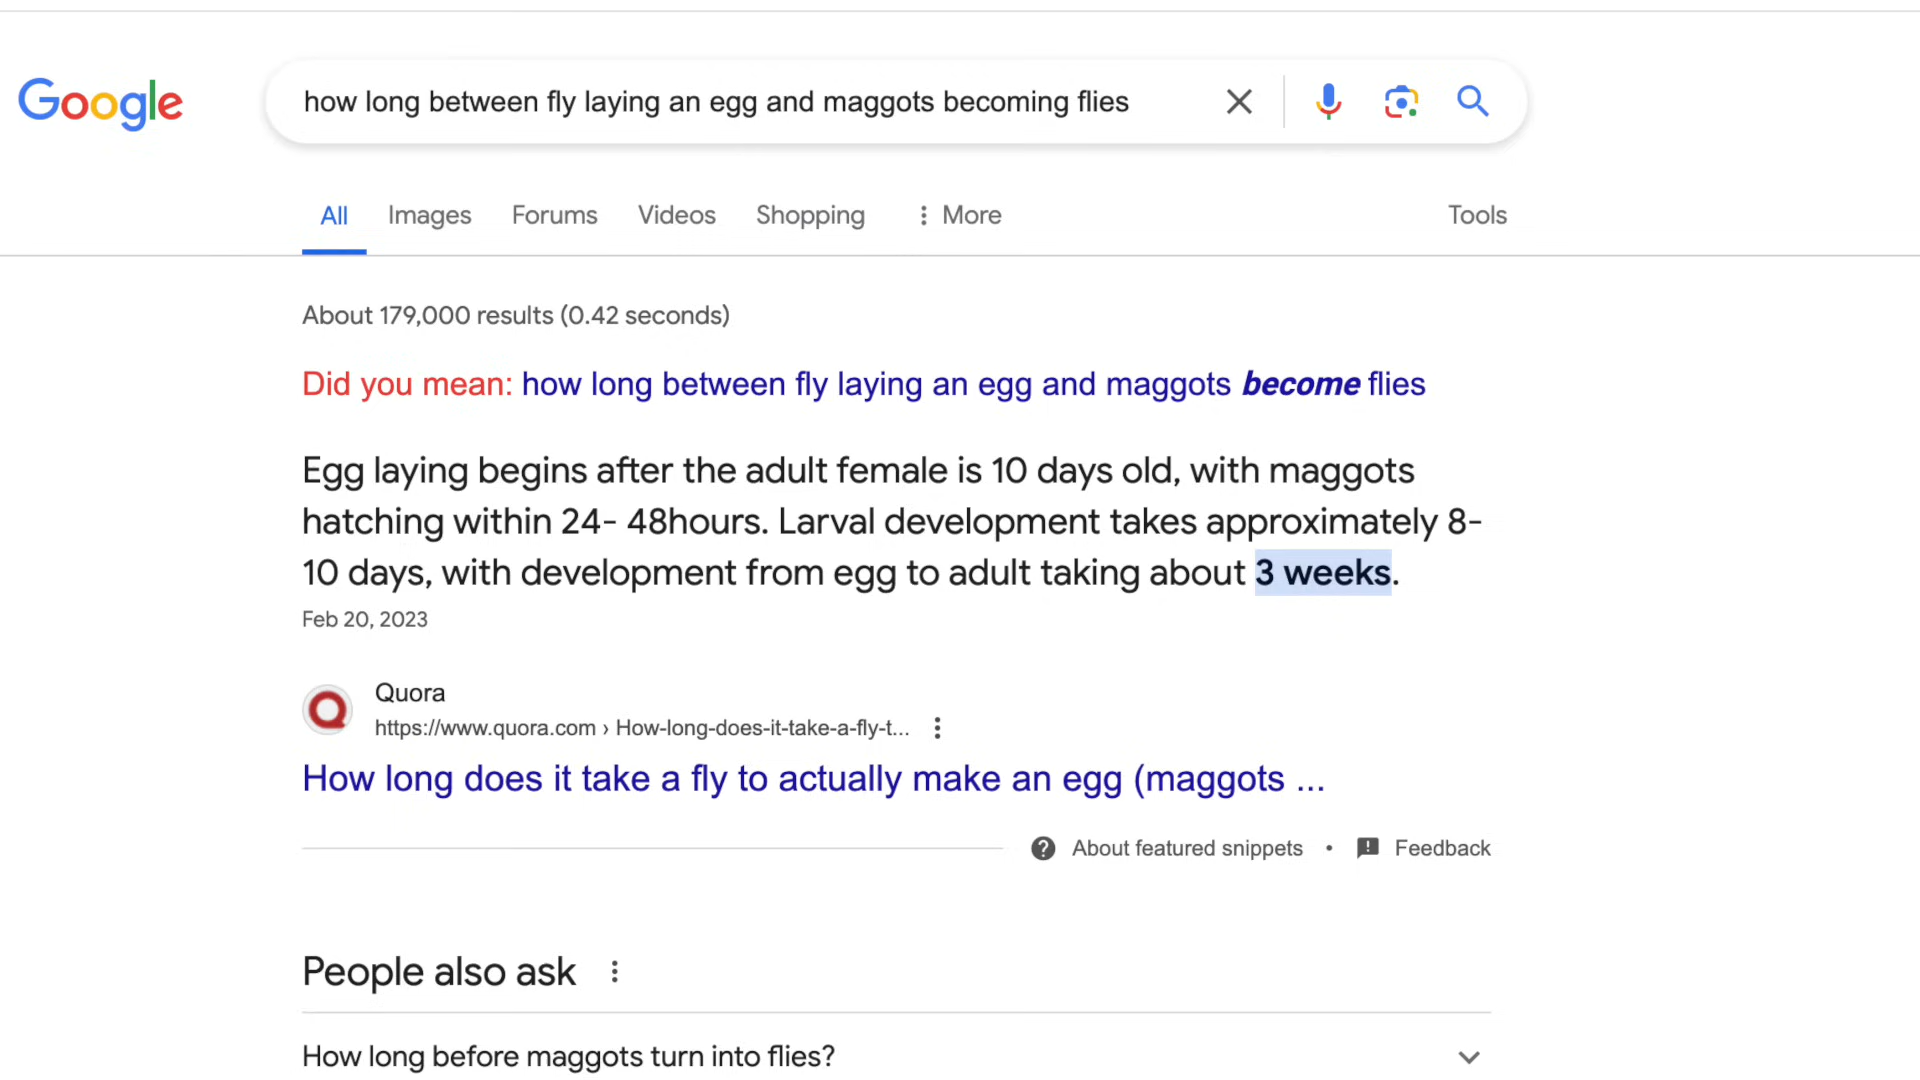 Google
how long between fly laying an egg and maggots becoming flies
All Images Forums Videos Shopping More Tools
About 179,000 results (0.42 seconds)
Did you mean: how long between fly laying an egg and maggots become flies
Egg laying begins after the adult female is 10 days old, with maggots
hatching within 24- 48hours. Larval development takes approximately 8-
10 days, with development from egg to adult taking about 3 weeks.
Feb 20, 2023
Quora
https://www.quora.com › How-long-does-it-take-a-fly-t...
How long does it take a fly to actually make an egg (maggots ...
About featured snippets • Feedback
People also ask
How long before maggots turn into flies?